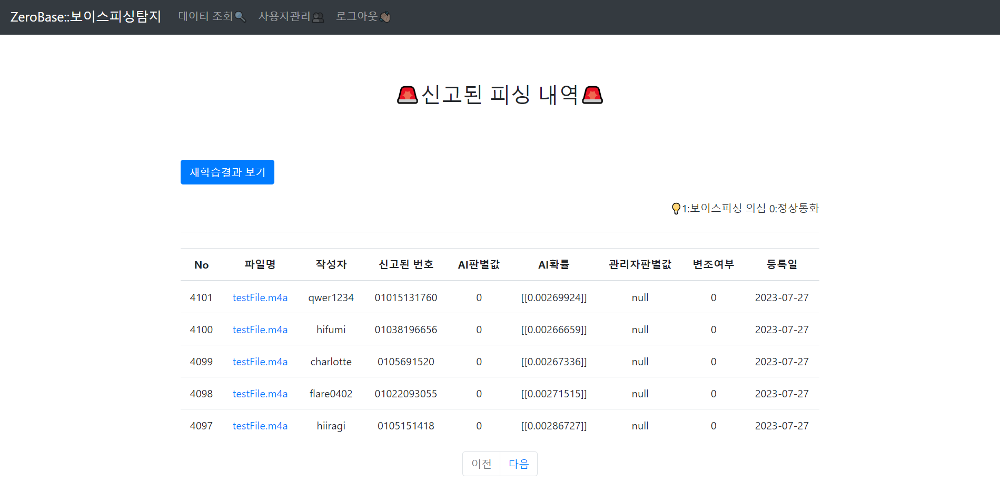 ZeroBase::보이스피싱탐지 데이터 조회🔍 사용자관리👥 로그아웃👋
🚨신고된 피싱 내역🚨
재학습결과 보기
💡1:보이스피싱 의심 0:정상통화
No 파일명 작성자 신고된 번호 AI판별값 AI확률 관리자판별값 변조여부 등록일
4101 testFile.m4a qwer1234 01015131760 0 [[0.00269924]] null 0 2023-07-27
4100 testFile.m4a hifumi 01038196656 0 [[0.00266659]] null 0 2023-07-27
4099 testFile.m4a charlotte 0105691520 0 [[0.00267336]] null 0 2023-07-27
4098 testFile.m4a flare0402 01022093055 0 [[0.00271515]] null 0 2023-07-27
4097 testFile.m4a hiiragi 0105151418 0 [[0.00286727]] null 0 2023-07-27
이전 다음